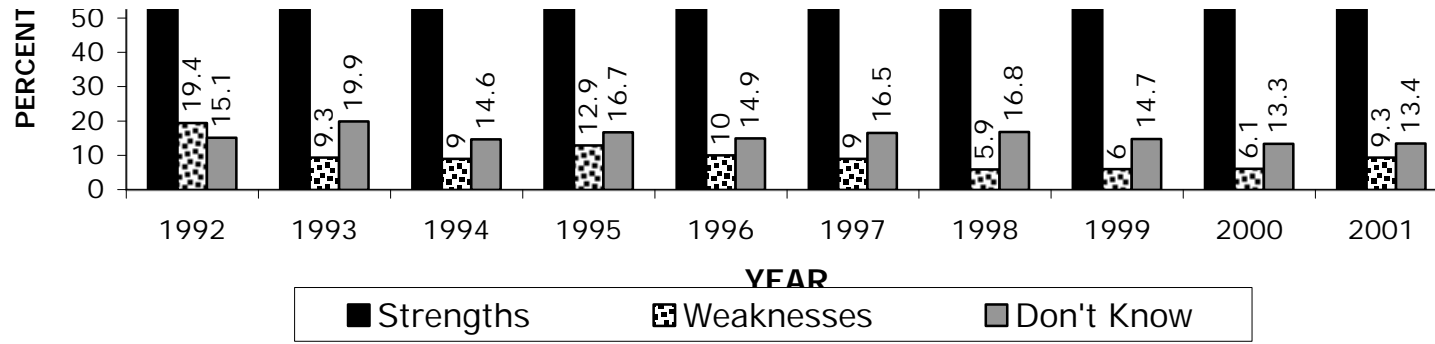 PERCENT
50
40
30
20
10
0
19.4 15.1 9.3 19.9 9 14.6 12.9 16.7 10 14.9 9 16.5 5.9 16.8 6 14.7 6.1 13.3 9.3 13.4
1992 1993 1994 1995 1996 1997 1998 1999 2000 2001
YEAR
Strengths Weaknesses Don't Know